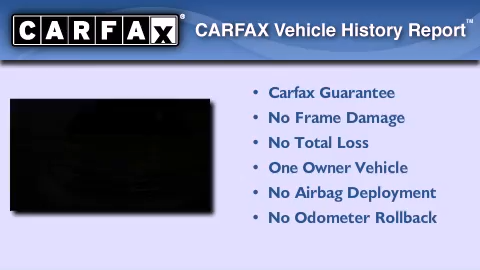 CARFAX® CARFAX Vehicle History Report™
• Carfax Guarantee
• No Frame Damage
• No Total Loss
• One Owner Vehicle
• No Airbag Deployment
• No Odometer Rollback